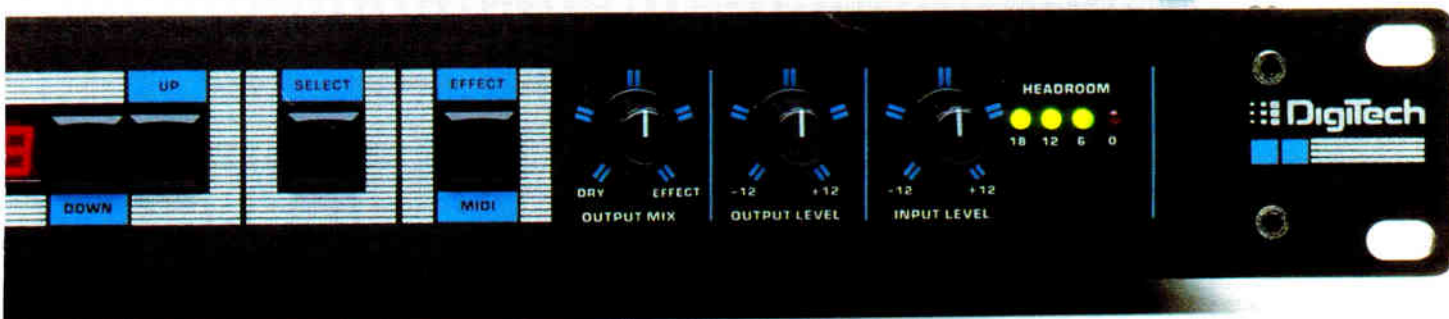 UP
DOWN
SELECT
EFFECT
MIDI
DRY EFFECT
OUTPUT MIX
-12 +12
OUTPUT LEVEL
-12 +12
INPUT LEVEL
HEADROOM
18 12 6 0
DigiTech